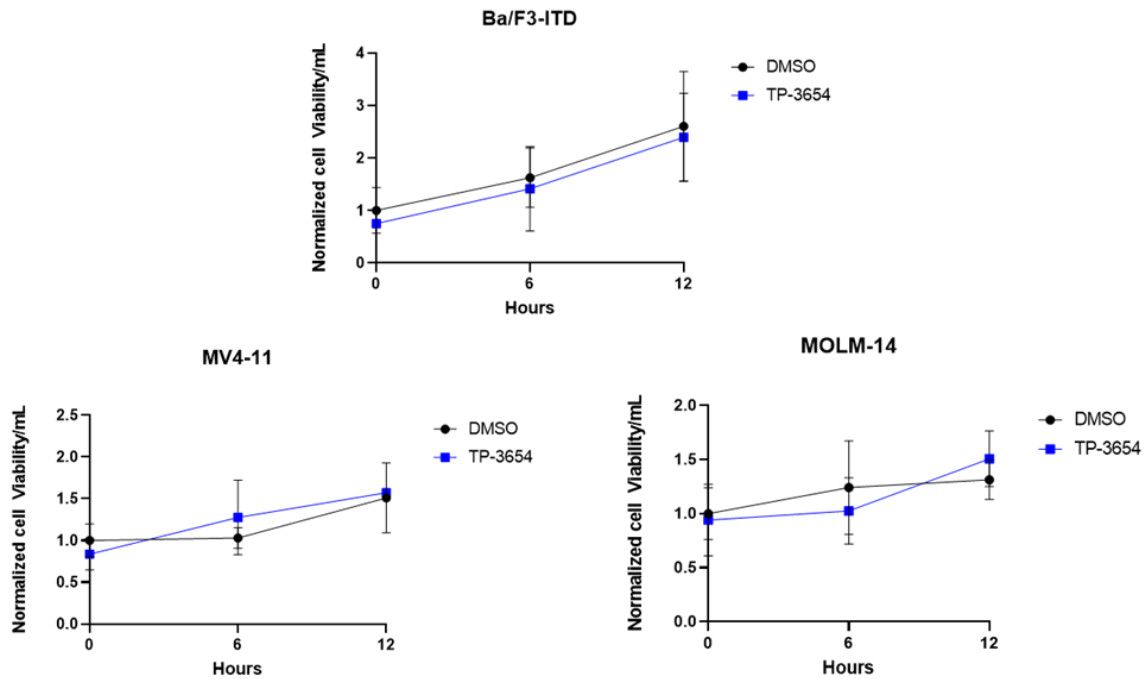 Ba/F3-ITD
Normalized cell Viability/mL
4
3
2
1
0
0 6 12
Hours
DMSO
TP-3654
MV4-11
Normalized cell Viability/mL
2.5
2.0
1.5
1.0
0.5
0.0
0 6 12
Hours
DMSO
TP-3654
MOLM-14
Normalized cell Viability/mL
2.0
1.5
1.0
0.5
0.0
0 6 12
Hours
DMSO
TP-3654